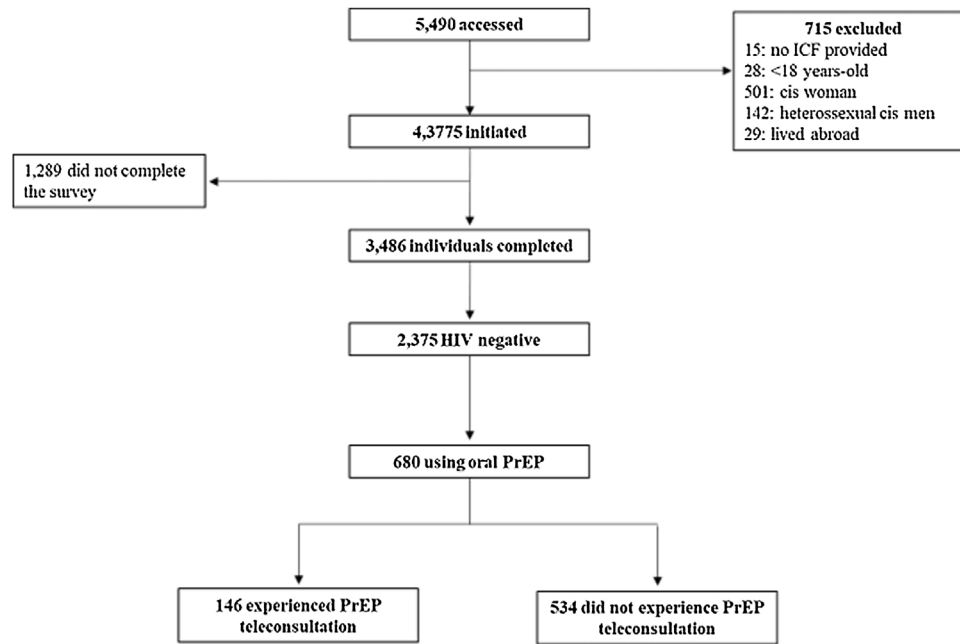 5,490 accessed
715 excluded
15: no ICF provided
28: <18 years-old
501: cis woman
142: heterossexual cis men
29: lived abroad
4,3775 initiated
1,289 did not complete
the survey
3,486 individuals completed
2,375 HIV negative
680 using oral PrEP
146 experienced PrEP
teleconsultation
534 did not experience PrEP
teleconsultation